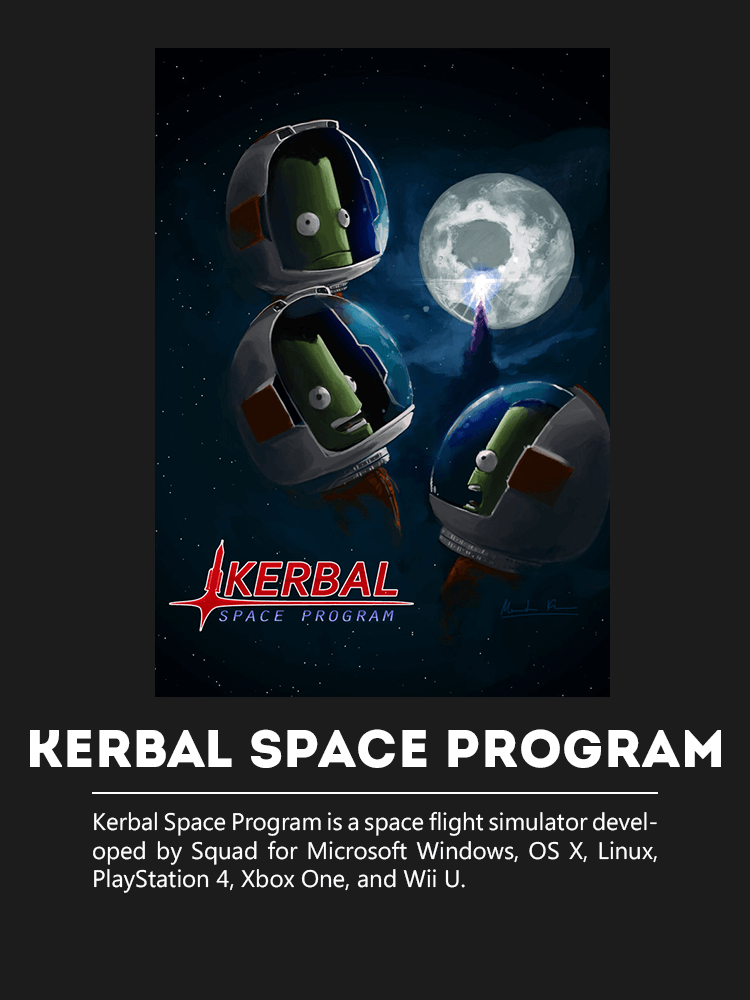 KERBAL
SPACE PROGRAM
KERBAL SPACE PROGRAM
Kerbal Space Program is a space flight simulator devel-
oped by Squad for Microsoft Windows, OS X, Linux,
PlayStation 4, Xbox One, and Wii U.